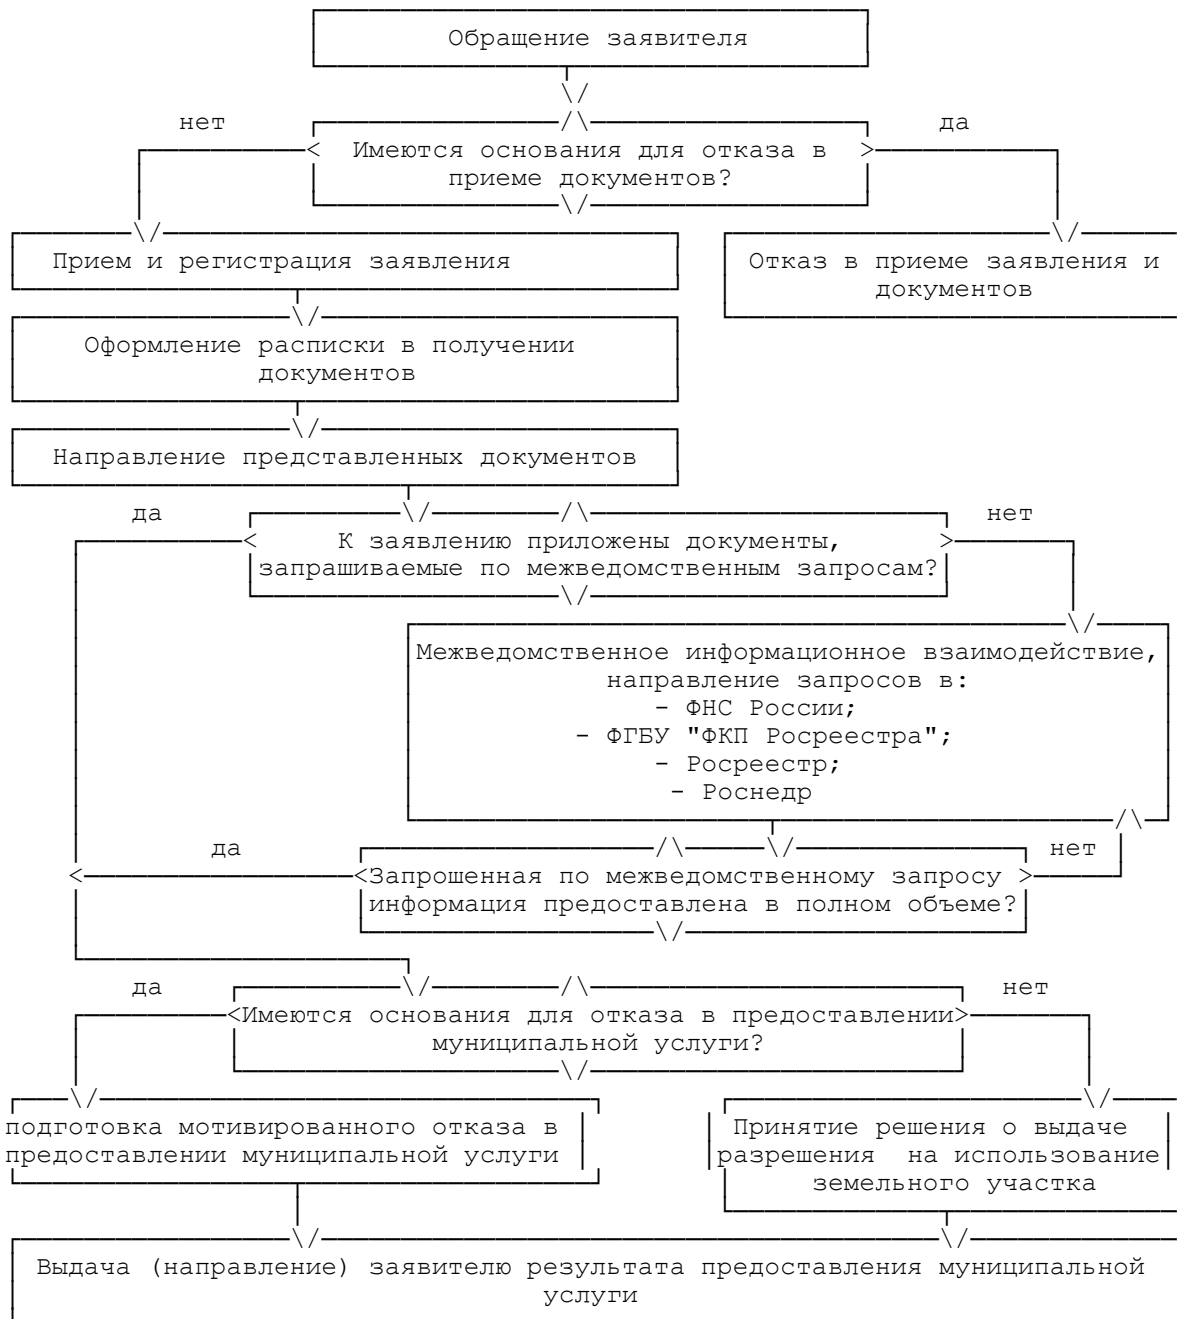 Обращение заявителя
нет
да
Имеются основания для отказа в
приеме документов?
Прием и регистрация заявления
Отказ в приеме заявления и
документов
Оформление расписки в получении
документов
Направление представленных документов
да
нет
К заявлению приложены документы,
запрашиваемые по межведомственным запросам?
Межведомственное информационное взаимодействие,
направление запросов в:
- ФНС России;
- ФГБУ "ФКП Росреестра";
- Росреестр;
- Роснедр
да
нет
Запрошенная по межведомственному запросу
информация предоставлена в полном объеме?
да
нет
Имеются основания для отказа в предоставлении
муниципальной услуги?
подготовка мотивированного отказа в
предоставлении муниципальной услуги
Принятие решения о выдаче
разрешения на использование
земельного участка
Выдача (направление) заявителю результата предоставления муниципальной
услуги